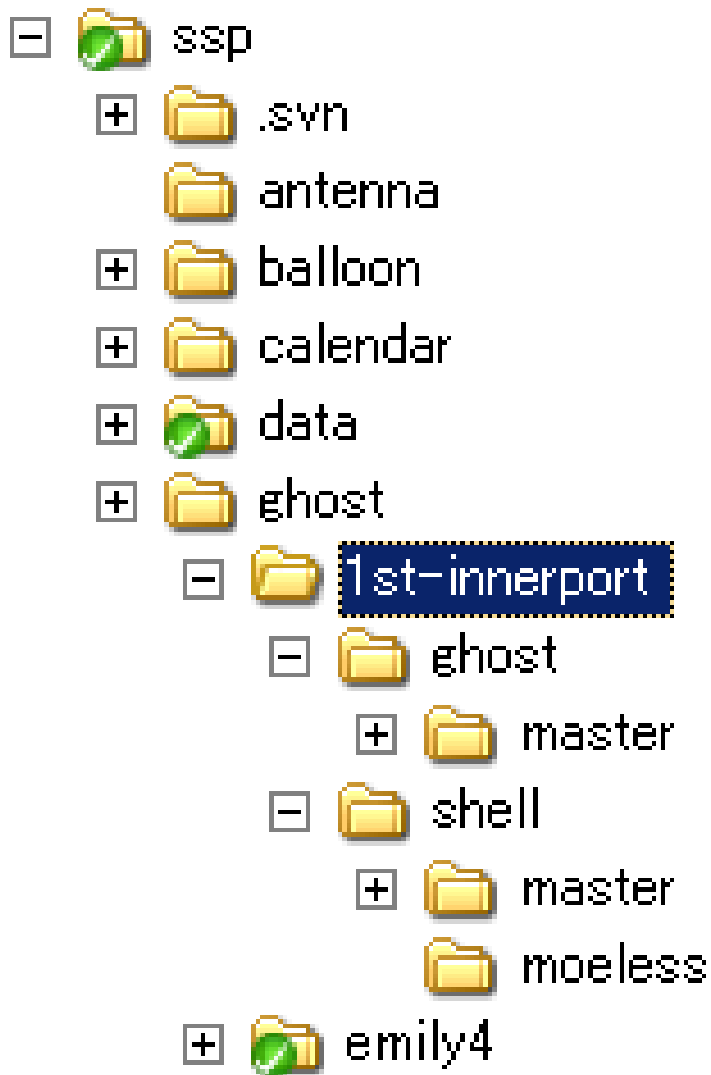 ssp
.svn
antenna
balloon
calendar
data
ghost
1st-innerport
ghost
master
shell
master
moeless
emily4